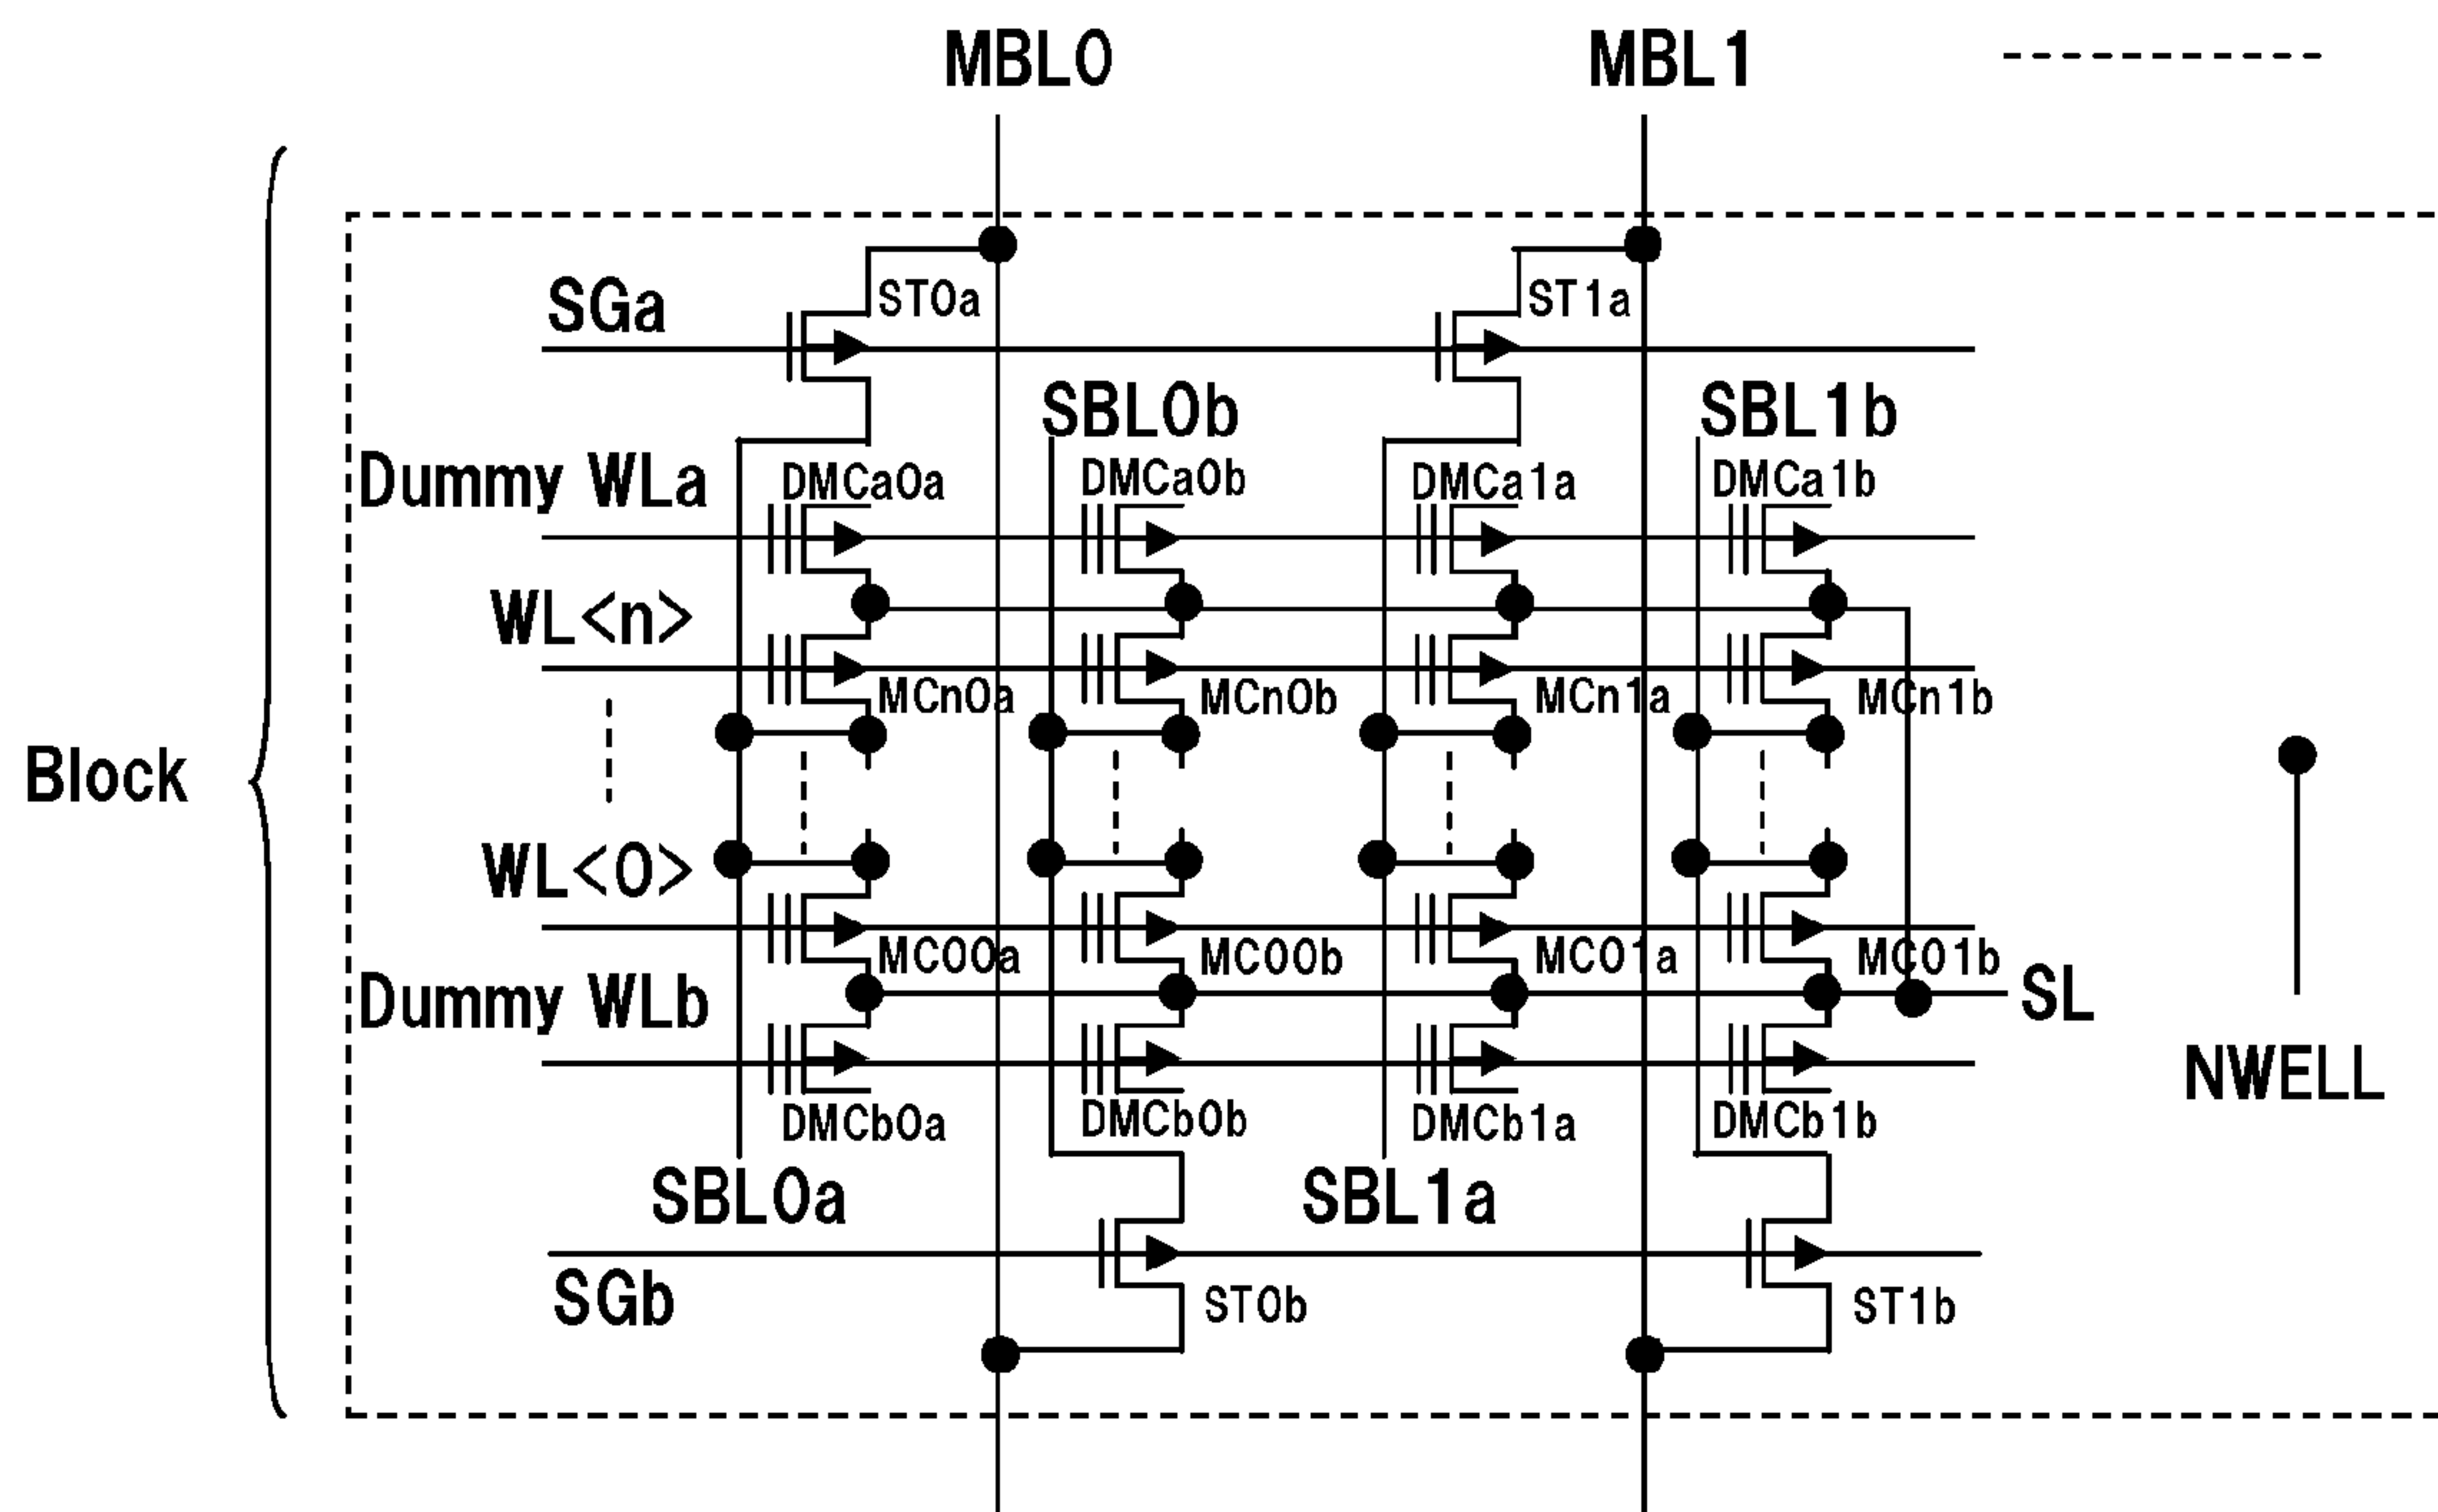 MBL0 MBL1
SGa ST0a ST1a
SBL0b SBL1b
Dummy WLa DMCa0a DMCa0b DMCa1a DMCa1b
WL<n>
MCn0a MCn0b MCn1a MCn1b
Block
WL<0>
MC00a MC00b MC01a MC01b
Dummy WLb SL
NWELL
DMCb0a DMCb0b DMCb1a DMCb1b
SBL0a SBL1a
SGb ST0b ST1b